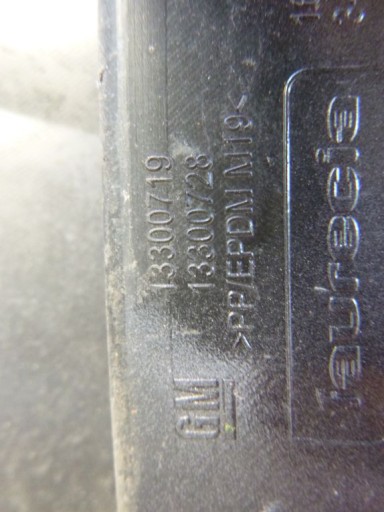 13300719
13300728
>PP/EPDM M19<
GM
faurecia